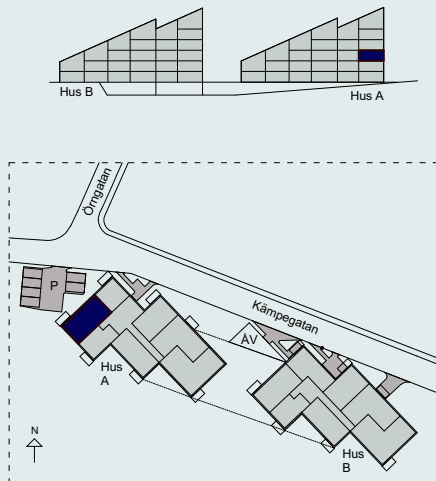 Hus B
Hus A
Örngatan
P
Kämpegatan
ÅV
Hus
A
Hus
B
N